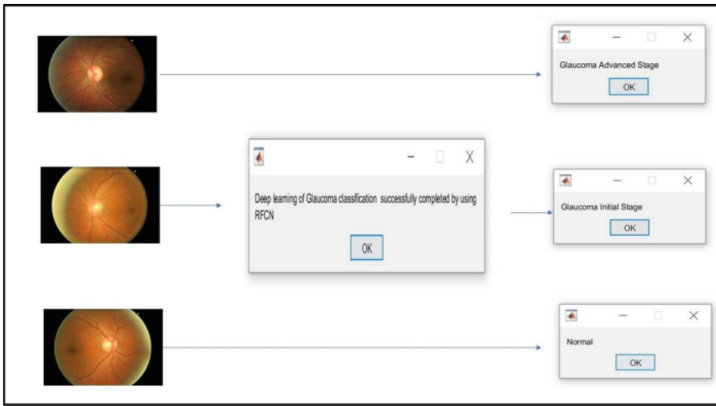 Glaucoma Advanced Stage
OK
Deep learning of Glaucoma classification successfully completed by using
RFCN
OK
Glaucoma Initial Stage
OK
Normal
OK